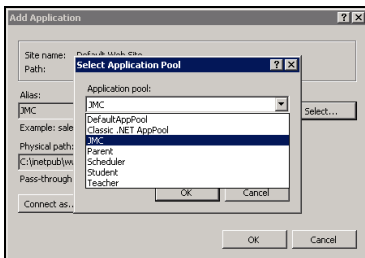 Add Application
Site name: Default Web Site
Path:
Select Application Pool
Application pool:
JMC
DefaultAppPool
Classic .NET AppPool
JMC
Parent
Scheduler
Student
Teacher
OK Cancel
Alias:
JMC
Select...
Example: sale
Physical path:
C:\inetpub\w
Pass-through
Connect as..
OK Cancel